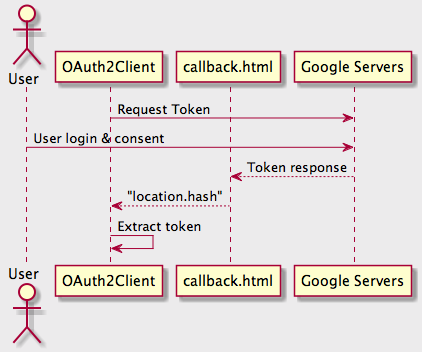 User
OAuth2Client
callback.html
Google Servers
Request Token
User login & consent
Token response
"location.hash"
Extract token
User
OAuth2Client
callback.html
Google Servers